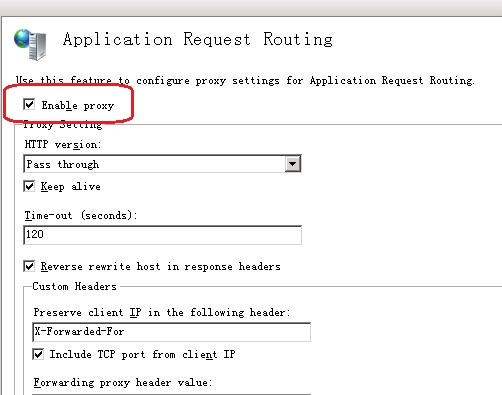 Application Request Routing
Use this feature to configure proxy settings for Application Request Routing.
Enable proxy
Proxy Setting
HTTP version:
Pass through
Keep alive
Time-out (seconds):
120
Reverse rewrite host in response headers
Custom Headers
Preserve client IP in the following header:
X-Forwarded-For
Include TCP port from client IP
Forwarding proxy header value: